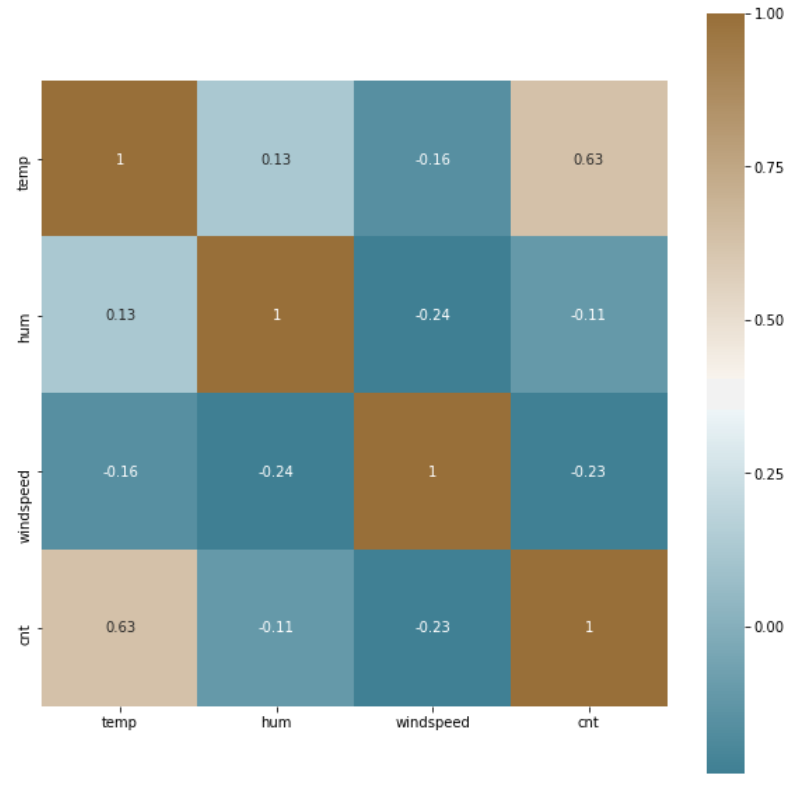 1.00
temp 1 0.13 -0.16 0.63
0.75
hum 0.13 1 -0.24 -0.11
0.50
windspeed -0.16 -0.24 1 -0.23
0.25
cnt 0.63 -0.11 -0.23 1
0.00
temp hum windspeed cnt